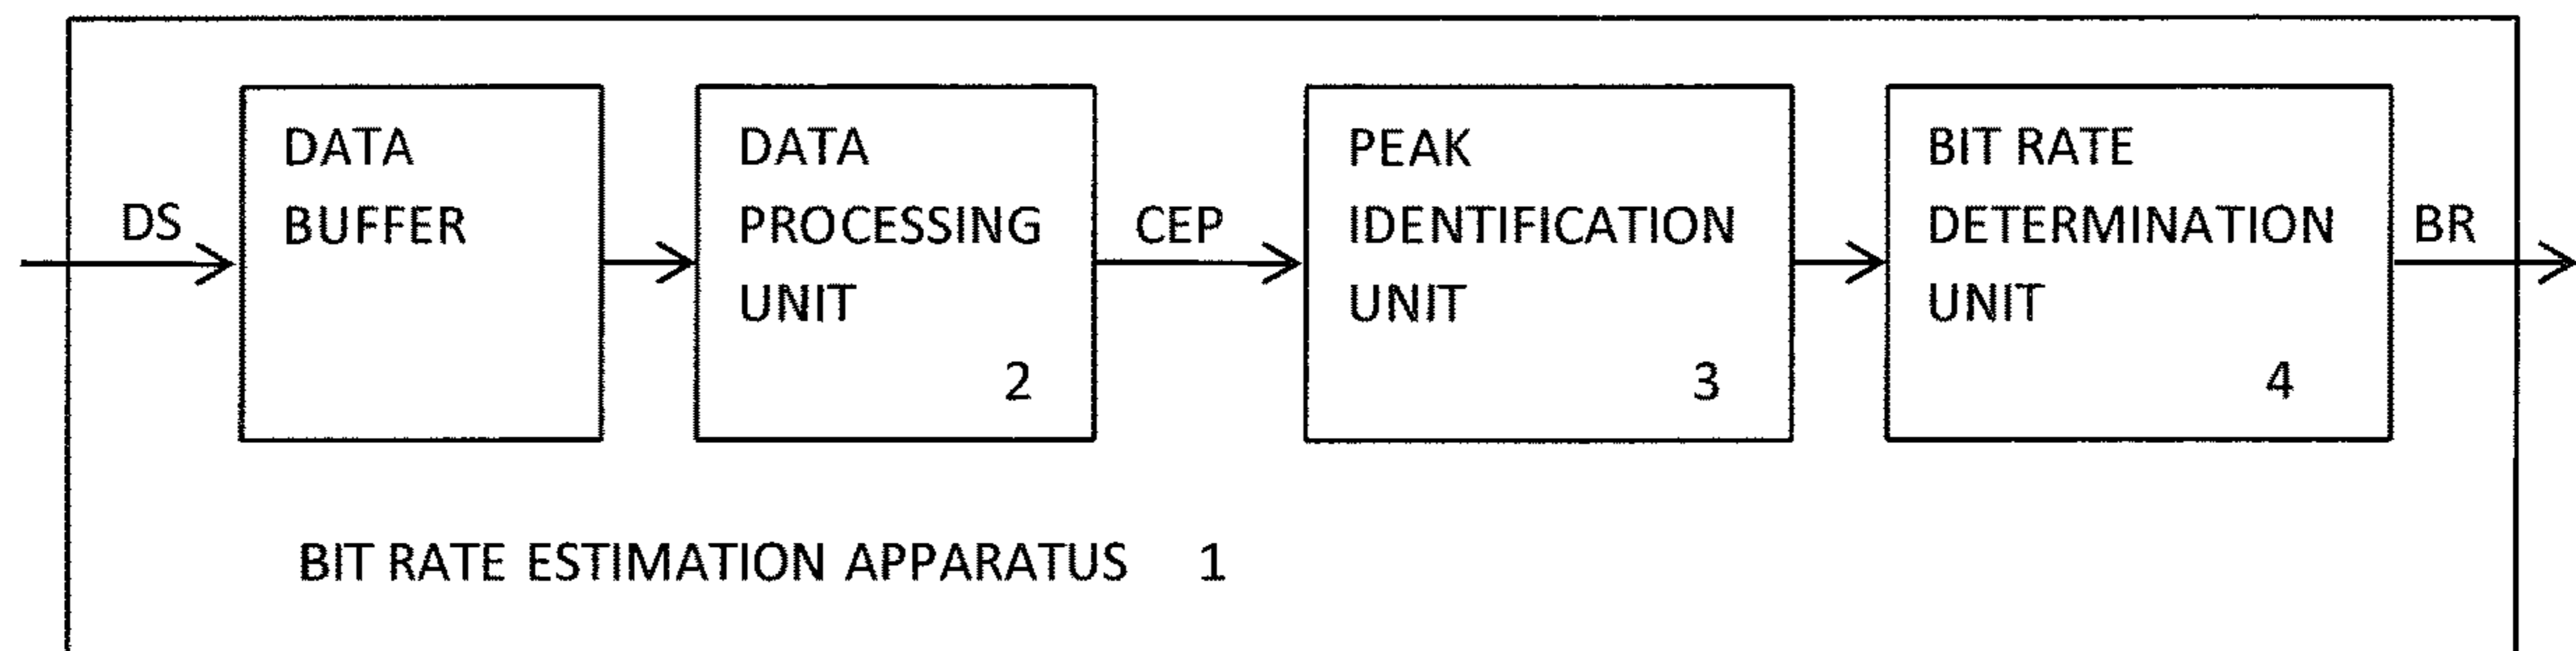 DS
DATA
BUFFER
DATA
PROCESSING
UNIT
2
CEP
PEAK
IDENTIFICATION
UNIT
3
BIT RATE
DETERMINATION
UNIT
4
BR
BIT RATE ESTIMATION APPARATUS 1